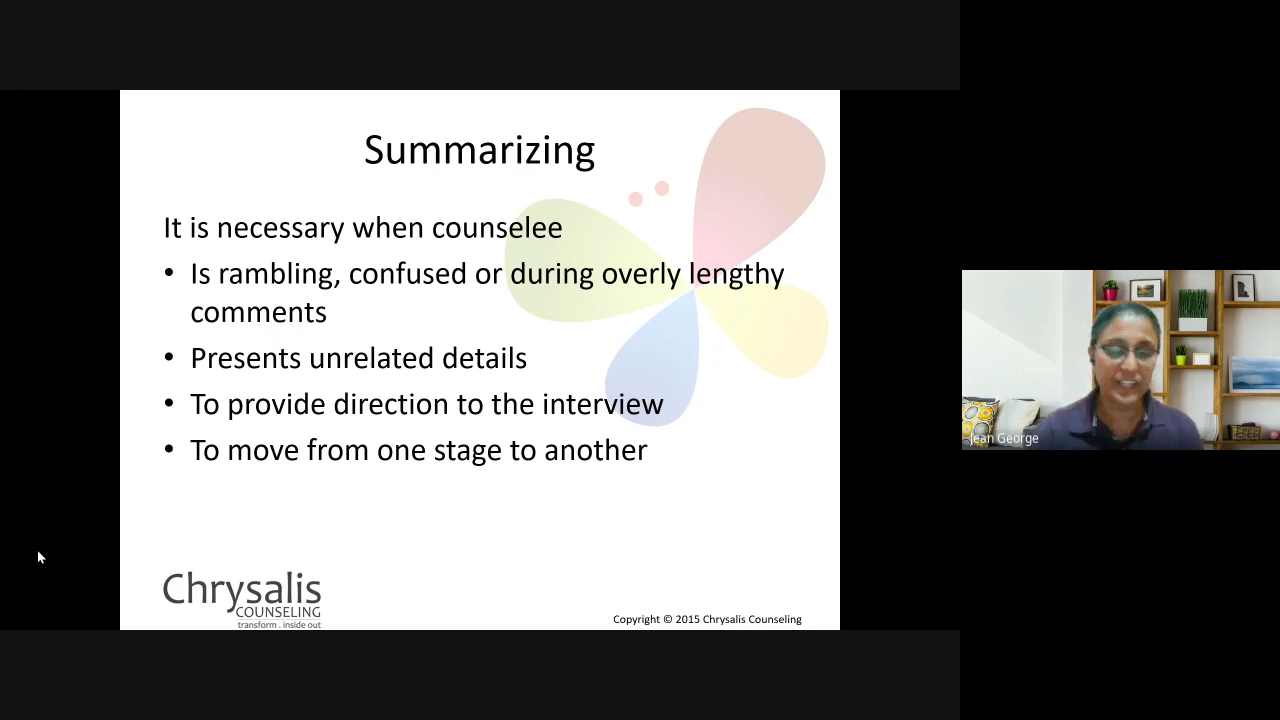 Summarizing
It is necessary when counselee
• Is rambling, confused or during overly lengthy
comments
• Presents unrelated details
• To provide direction to the interview
• To move from one stage to another
Chrysalis
COUNSELING
transform . inside out
Copyright © 2015 Chrysalis Counseling
Jean George